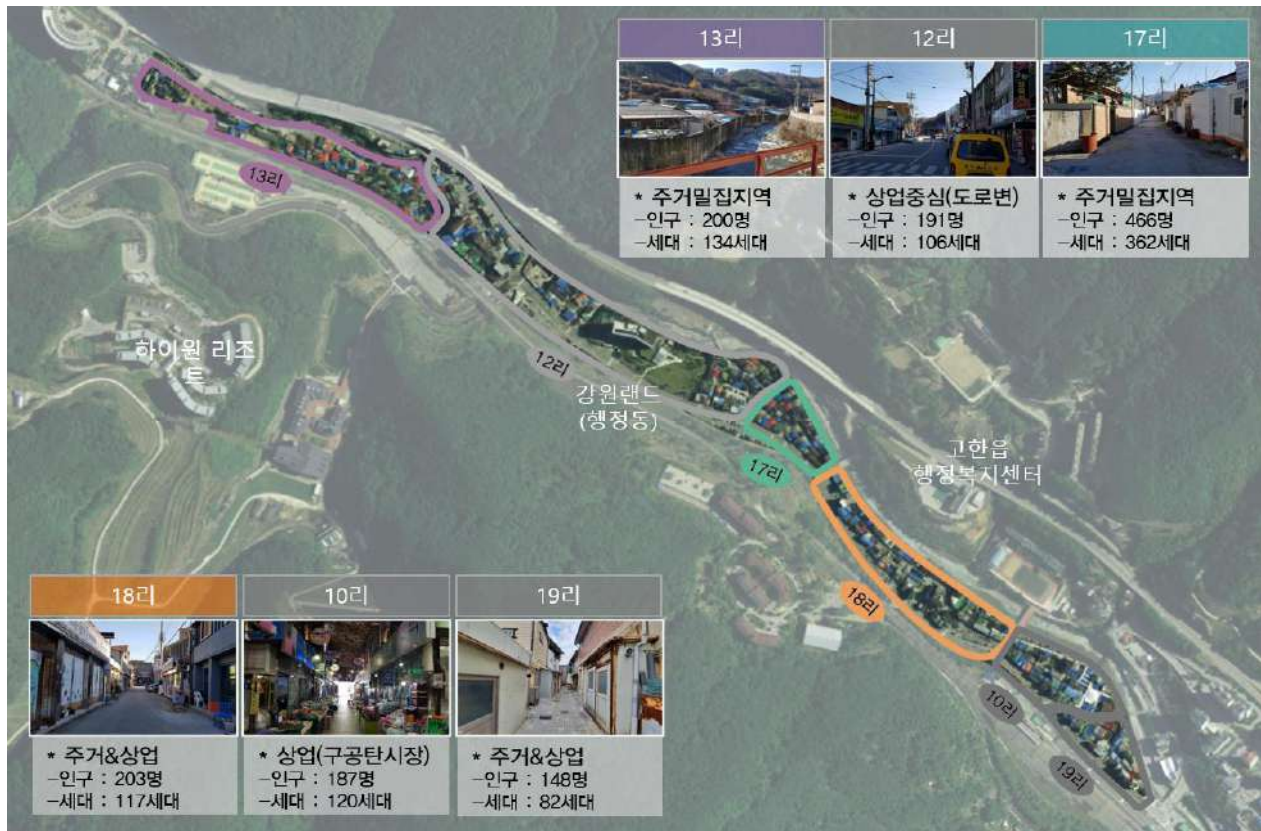 13리
12리
17리
* 주거밀집지역
-인구 : 200명
-세대 : 134세대
* 상업중심(도로변)
-인구 : 191명
-세대 : 106세대
* 주거밀집지역
-인구 : 466명
-세대 : 362세대
13리
하이원 리조
트
12리
강원랜드
(행정동)
17리
고한읍
행정복지센터
18리
10리
19리
18리
10리
19리
* 주거&상업
-인구 : 203명
-세대 : 117세대
* 상업(구공탄시장)
-인구 : 187명
-세대 : 120세대
* 주거&상업
-인구 : 148명
-세대 : 82세대